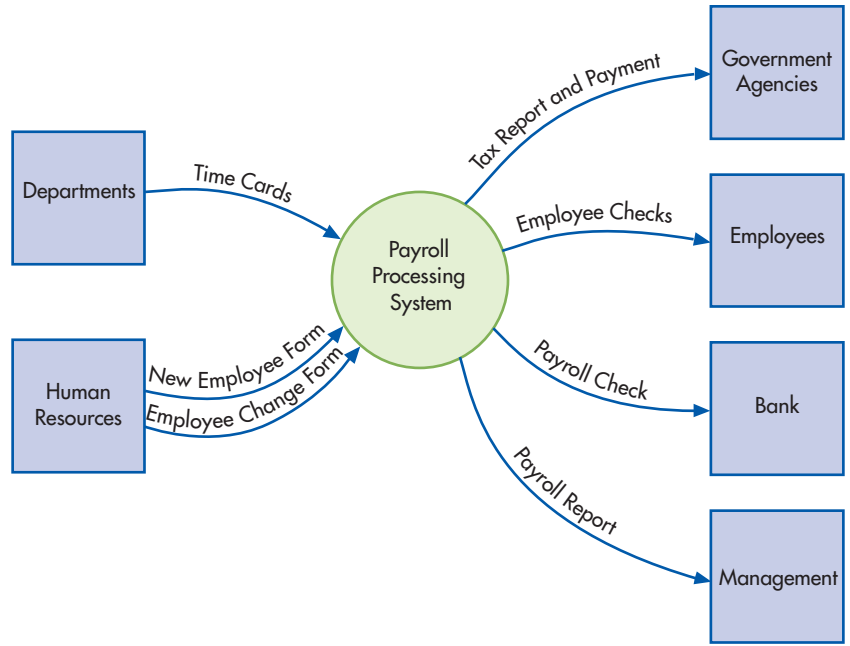 Departments
Time Cards
Human
Resources
New Employee Form
Employee Change Form
Payroll
Processing
System
Tax Report and Payment
Government
Agencies
Employee Checks
Employees
Payroll Check
Bank
Payroll Report
Management